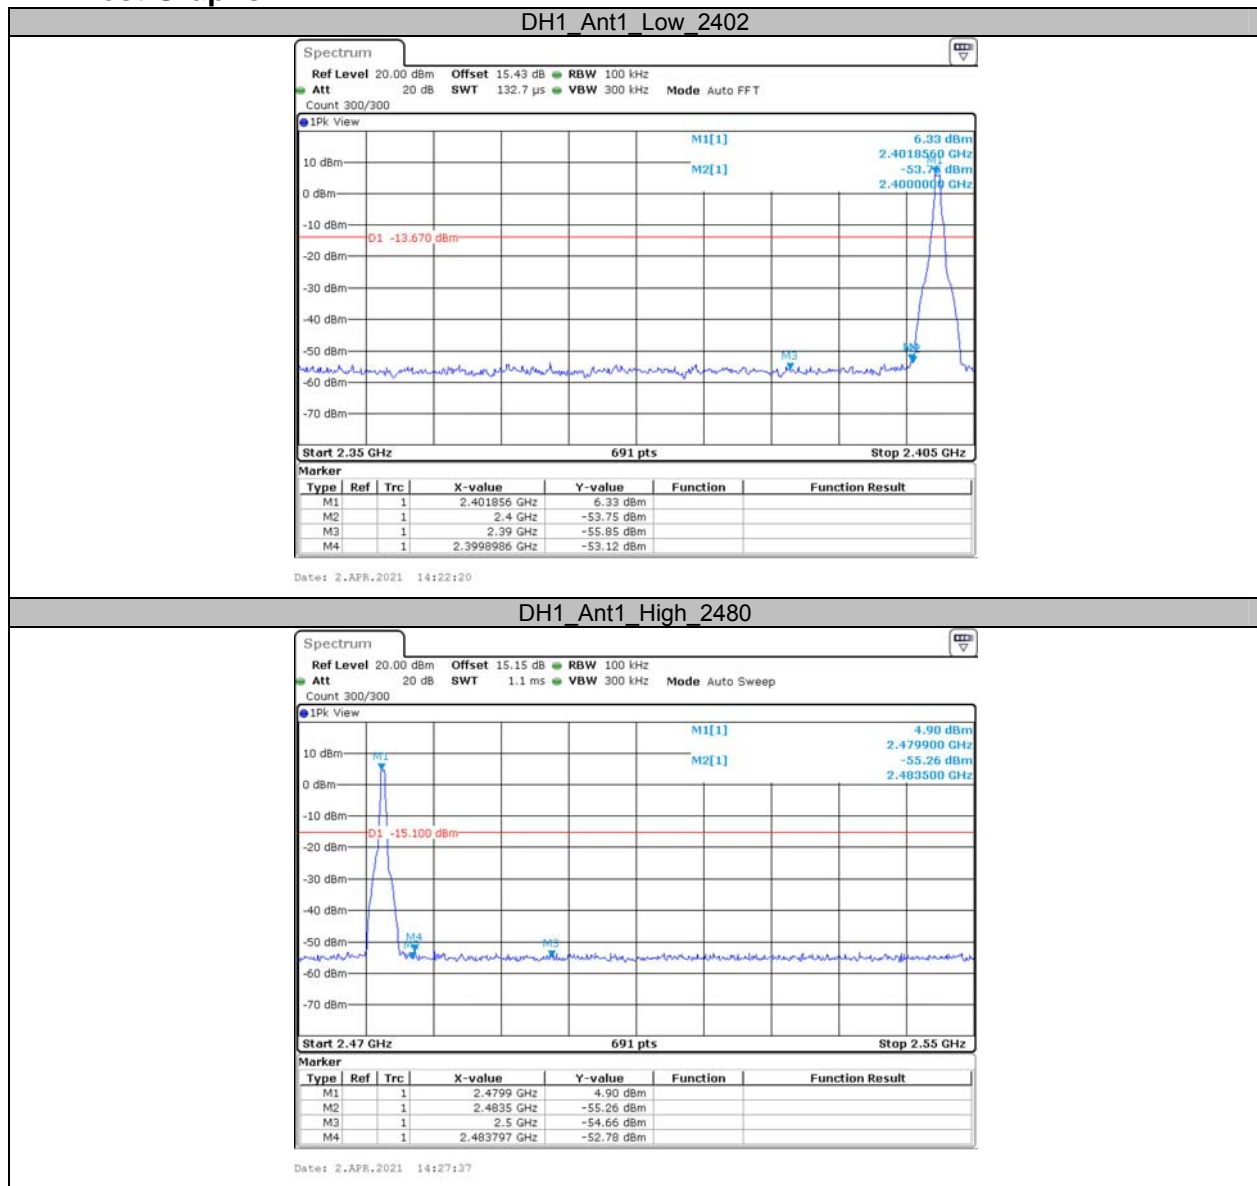 DH1_Ant1_Low_2402
Spectrum
Ref Level 20.00 dBm Offset 15.43 dB RBW 100 kHz
Att 20 dB SWT 132.7 µs VBW 300 kHz Mode Auto FFT
Count 300/300
1Pk View
M1[1] 6.33 dBm
2.4018560 GHz
M1
10 dBm
M2[1] -53.75 dBm
2.4000000 GHz
0 dBm
-10 dBm
D1 -13.670 dBm
-20 dBm
-30 dBm
-40 dBm
-50 dBm
M3
-60 dBm
-70 dBm
Start 2.35 GHz 691 pts Stop 2.405 GHz
Marker
Type Ref Trc X-value Y-value Function Function Result
M1 1 2.401856 GHz 6.33 dBm
M2 1 2.4 GHz -53.75 dBm
M3 1 2.39 GHz -55.85 dBm
M4 1 2.3998986 GHz -53.12 dBm
Date: 2.APR.2021 14:22:20
DH1_Ant1_High_2480
Spectrum
Ref Level 20.00 dBm Offset 15.15 dB RBW 100 kHz
Att 20 dB SWT 1.1 ms VBW 300 kHz Mode Auto Sweep
Count 300/300
1Pk View
M1[1] 4.90 dBm
2.479900 GHz
10 dBm
M1
M2[1] -55.26 dBm
2.483500 GHz
0 dBm
-10 dBm
D1 -15.100 dBm
-20 dBm
-30 dBm
-40 dBm
M4
-50 dBm
M3
-60 dBm
-70 dBm
Start 2.47 GHz 691 pts Stop 2.55 GHz
Marker
Type Ref Trc X-value Y-value Function Function Result
M1 1 2.4799 GHz 4.90 dBm
M2 1 2.4835 GHz -55.26 dBm
M3 1 2.5 GHz -54.66 dBm
M4 1 2.483797 GHz -52.78 dBm
Date: 2.APR.2021 14:27:37